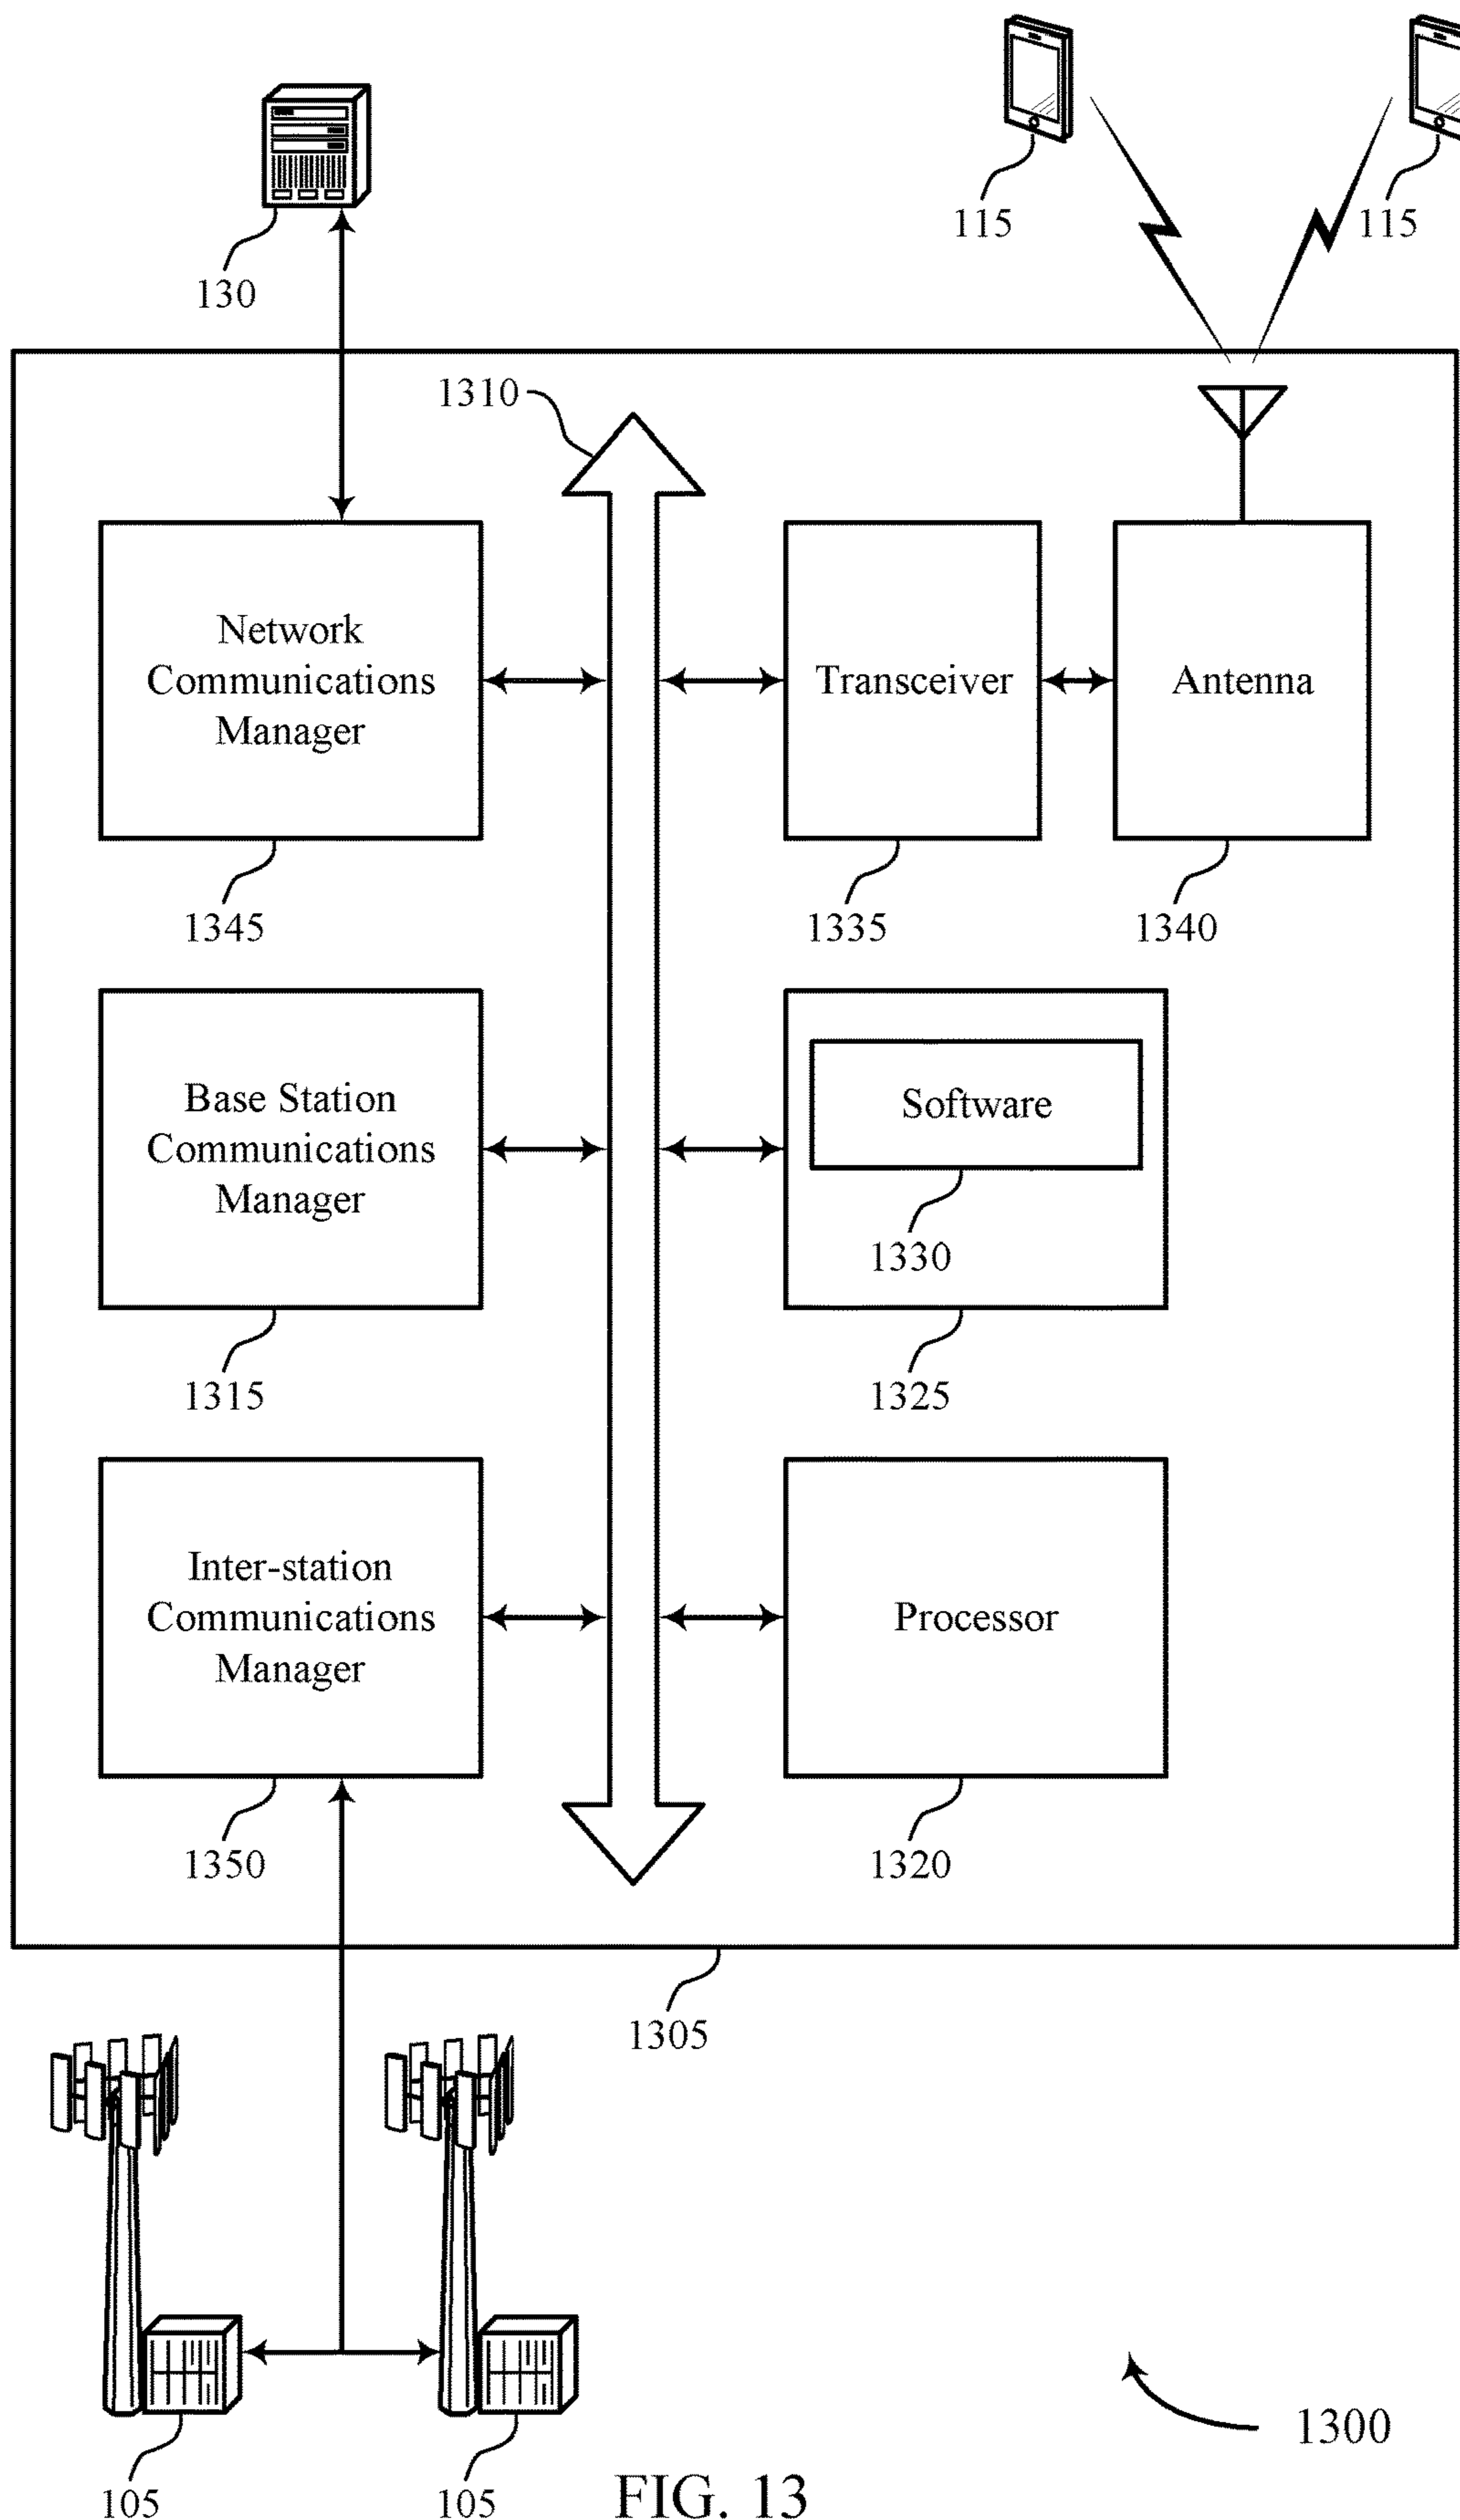 115
115
130
1310
Network
Communications
Manager
Transceiver
Antenna
1345
1335
1340
Base Station
Communications
Manager
Software
1330
1315
1325
Inter-station
Communications
Manager
Processor
1350
1320
1305
1300
105
105
FIG. 13